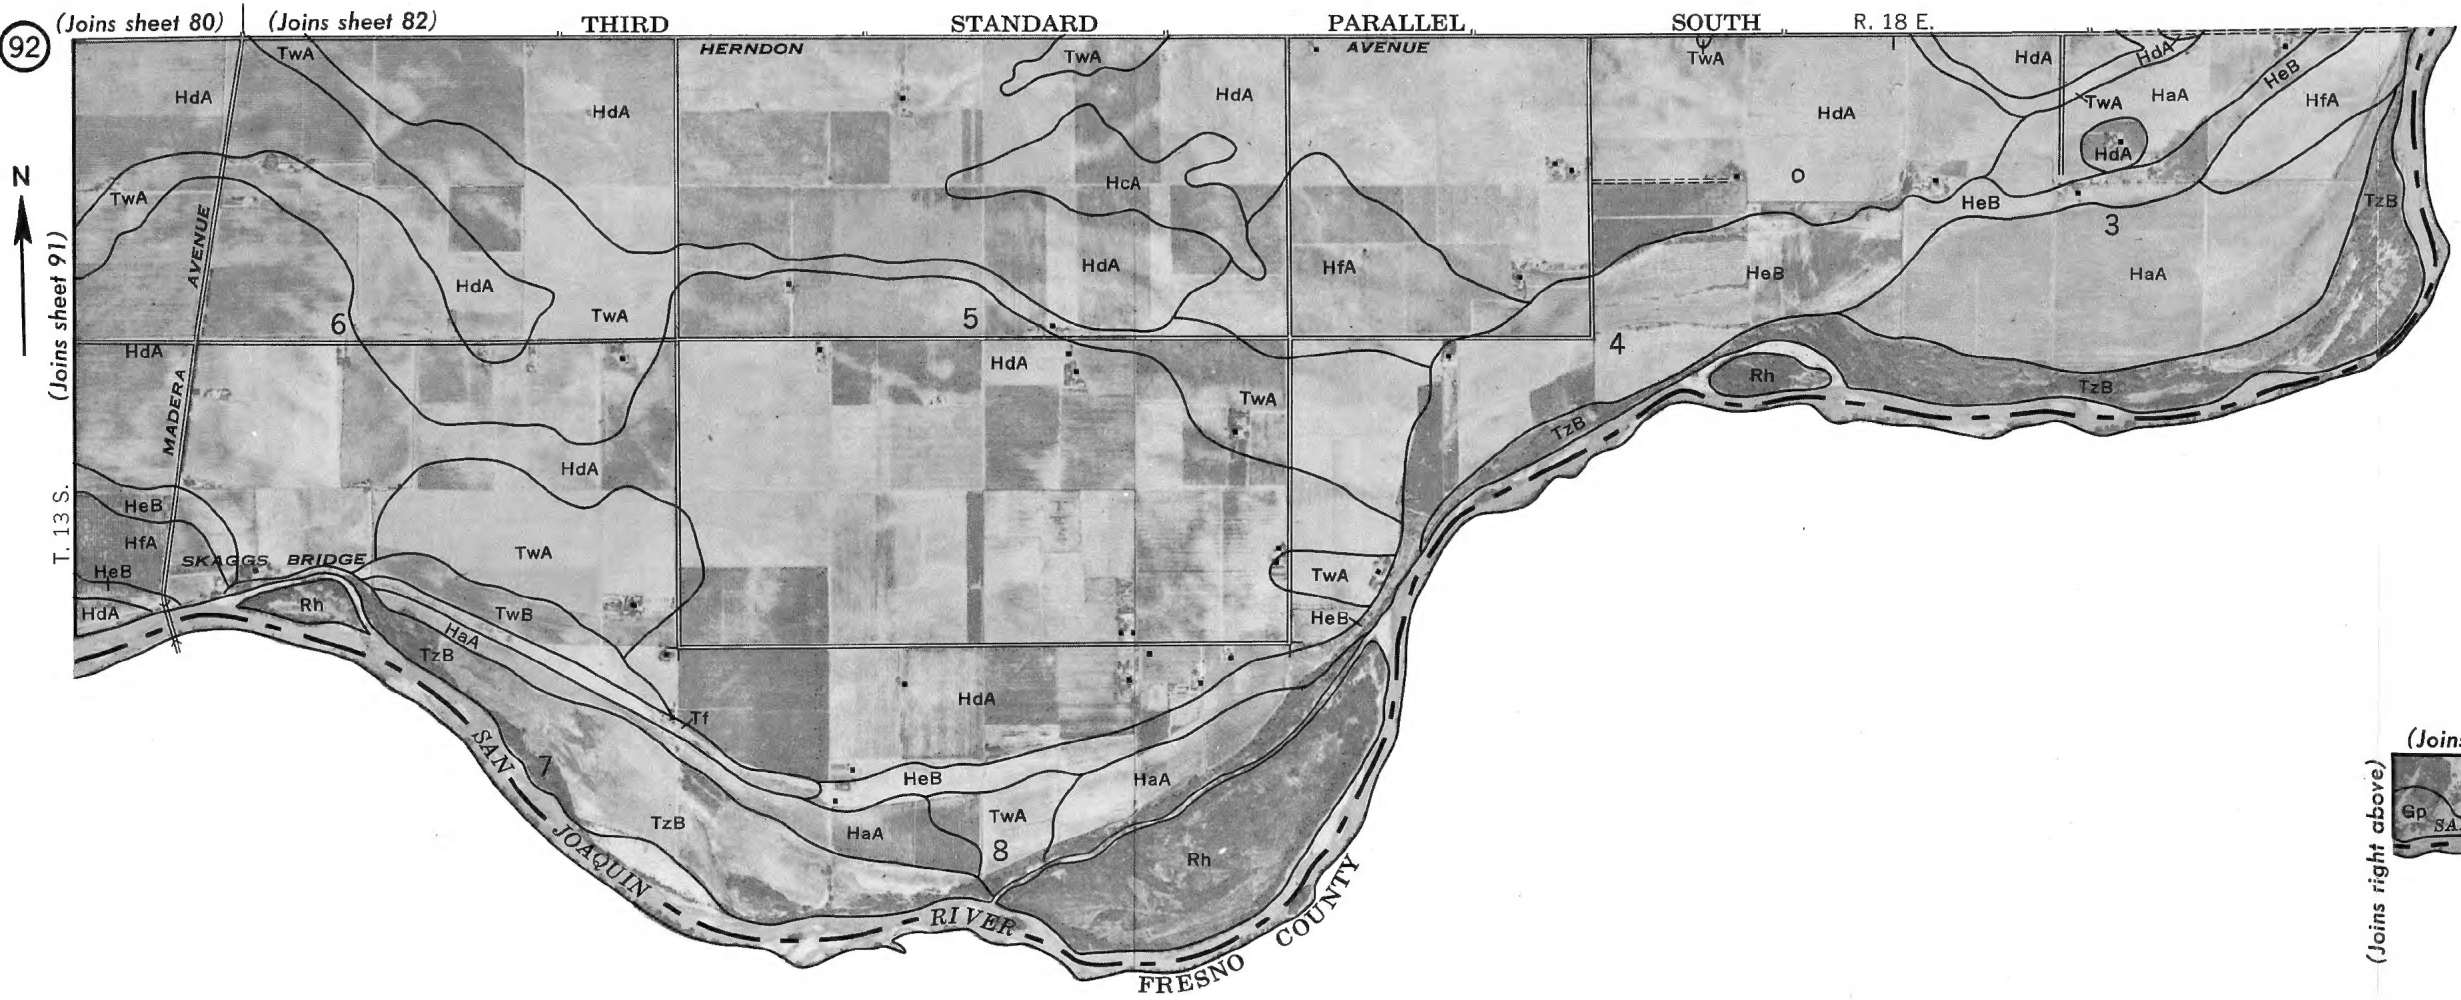 92
(Joins sheet 80)
(Joins sheet 82)
THIRD STANDARD PARALLEL SOUTH
R. 18 E.
HERNDON AVENUE
TwA
TwA
TwA
HdA
HdA
HdA
HdA
HdA
HdA
HeB
TwA
HaA
HfA
HdA
N
(Joins sheet 91)
T. 13 S.
MADERA AVENUE
TwA
HdA
TwA
6
HcA
HdA
5
HfA
HeB
3
HeB
HaA
TzB
HdA
HdA
TwA
4
Rh
TzB
TzB
HdA
HeB
HfA
HeB
HdA
SKAGGS BRIDGE
TwA
Rh
TwB
HaA
TzB
TwA
HeB
HdA
Tf
7
HeB
HaA
TzB
HaA
TwA
8
Rh
SAN JOAQUIN RIVER
FRESNO COUNTY
(Joins
(Joins right above)
Gp
SA